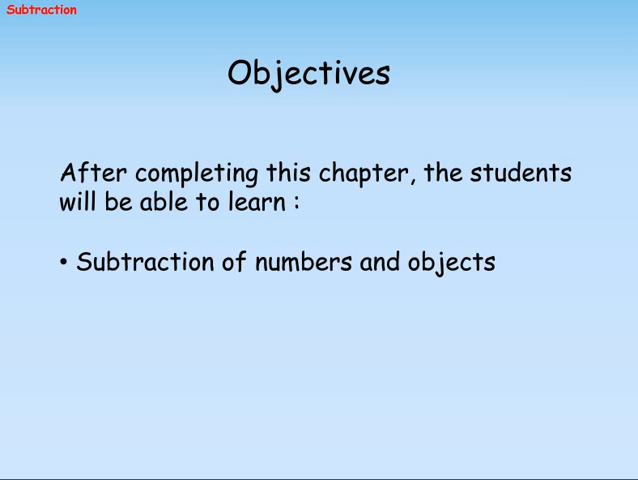 Subtraction
Objectives
After completing this chapter, the students
will be able to learn :
• Subtraction of numbers and objects